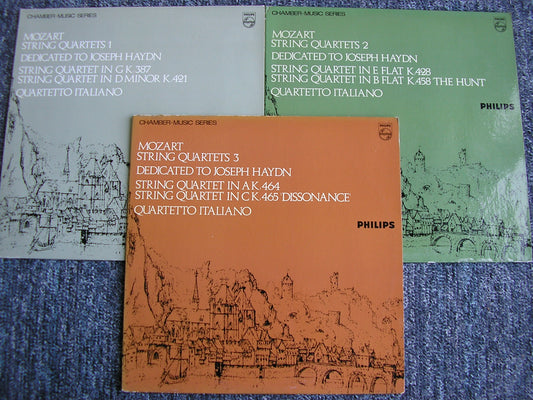 CHAMBER-MUSIC SERIES
PHILIPS
MOZART
STRING QUARTETS 1
DEDICATED TO JOSEPH HAYDN
STRING QUARTET IN G K.387
STRING QUARTET IN D MINOR K.421
QUARTETTO ITALIANO
CHAMBER-MUSIC SERIES
PHILIPS
MOZART
STRING QUARTETS 2
DEDICATED TO JOSEPH HAYDN
STRING QUARTET IN E FLAT K.428
STRING QUARTET IN B FLAT K.458 'THE HUNT
QUARTETTO ITALIANO
PHILIPS
CHAMBER-MUSIC SERIES
PHILIPS
MOZART
STRING QUARTETS 3
DEDICATED TO JOSEPH HAYDN
STRING QUARTET IN A K.464
STRING QUARTET IN C K.465 'DISSONANCE'
QUARTETTO ITALIANO
PHILIPS